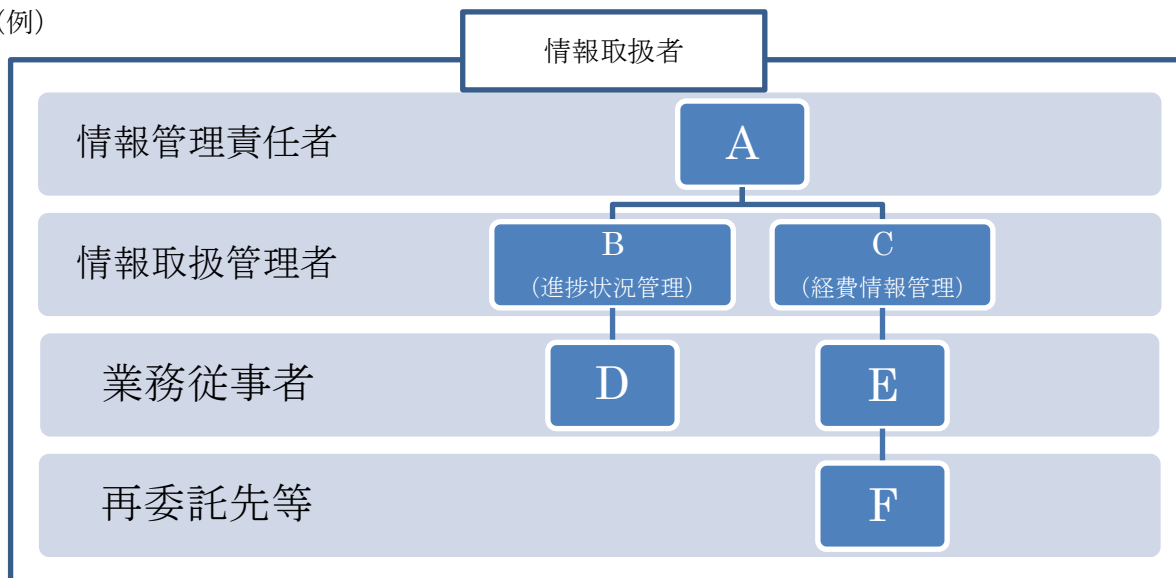 (例)
情報取扱者
情報管理責任者
A
情報取扱管理者
B
(進捗状況管理)
C
(経費情報管理)
業務従事者
D
E
再委託先等
F